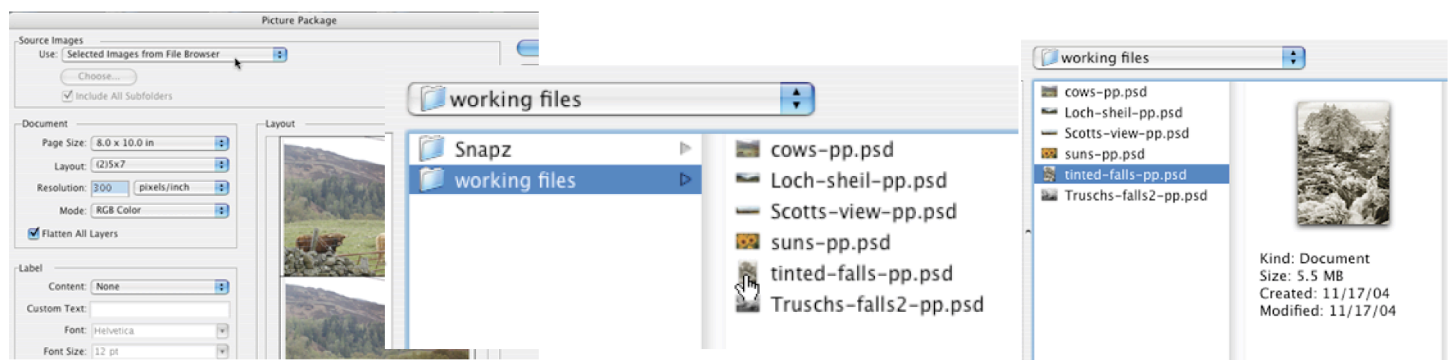 Picture Package
Source Images
Use: Selected Images from File Browser
Choose...
Include All Subfolders
Document
Page Size: 8.0 x 10.0 in
Layout: (2)5x7
Resolution: 300 pixels/inch
Mode: RGB Color
Flatten All Layers
Label
Content: None
Custom Text:
Font: Helvetica
Font Size: 12 pt
Layout
working files
Snapz
working files
cows-pp.psd
Loch-sheil-pp.psd
Scotts-view-pp.psd
suns-pp.psd
tinted-falls-pp.psd
Truschs-falls2-pp.psd
working files
cows-pp.psd
Loch-sheil-pp.psd
Scotts-view-pp.psd
suns-pp.psd
tinted-falls-pp.psd
Truschs-falls2-pp.psd
Kind: Document
Size: 5.5 MB
Created: 11/17/04
Modified: 11/17/04